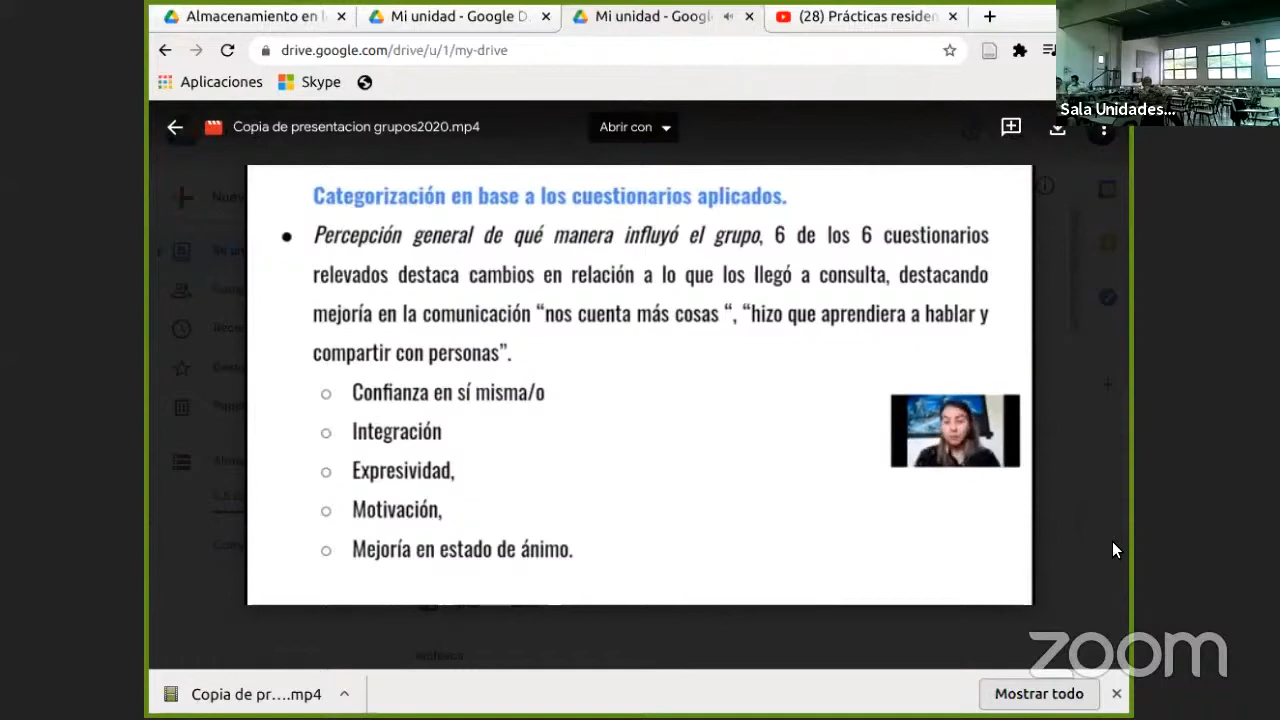 Almacenamiento en
Mi unidad - Google D
Mi unidad - Googl
(28) Prácticas residen
drive.google.com/drive/u/1/my-drive
Aplicaciones
Skype
Sala Unidades...
Copia de presentacion grupos2020.mp4
Abrir con
Categorización en base a los cuestionarios aplicados.
● Percepción general de qué manera influyó el grupo, 6 de los 6 cuestionarios
relevados destaca cambios en relación a lo que los llegó a consulta, destacando
mejoría en la comunicación “nos cuenta más cosas “, “hizo que aprendiera a hablar y
compartir con personas”.
○ Confianza en sí misma/o
○ Integración
○ Expresividad,
○ Motivación,
○ Mejoría en estado de ánimo.
zoom
Copia de pr....mp4
Mostrar todo